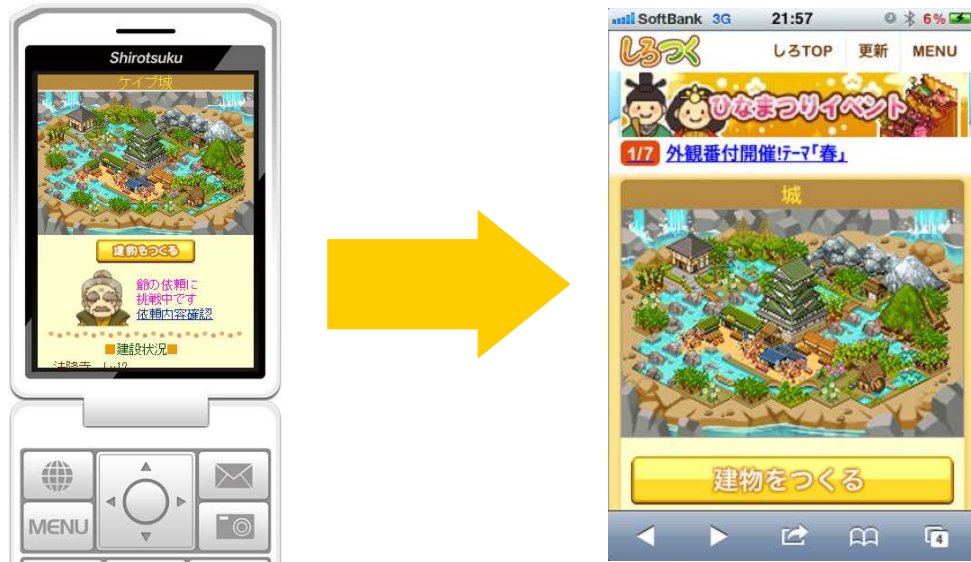 Shirotsuku
ケイブ城
建物をつくる
爺の依頼に
挑戦中です
依頼内容確認
■建設状況■
法隆寺 Lv12
MENU
SoftBank 3G 21:57 6%
しろつく しろTOP 更新 MENU
ひなまつりイベント
1/7 外観番付開催!テーマ「春」
城
建物をつくる
4